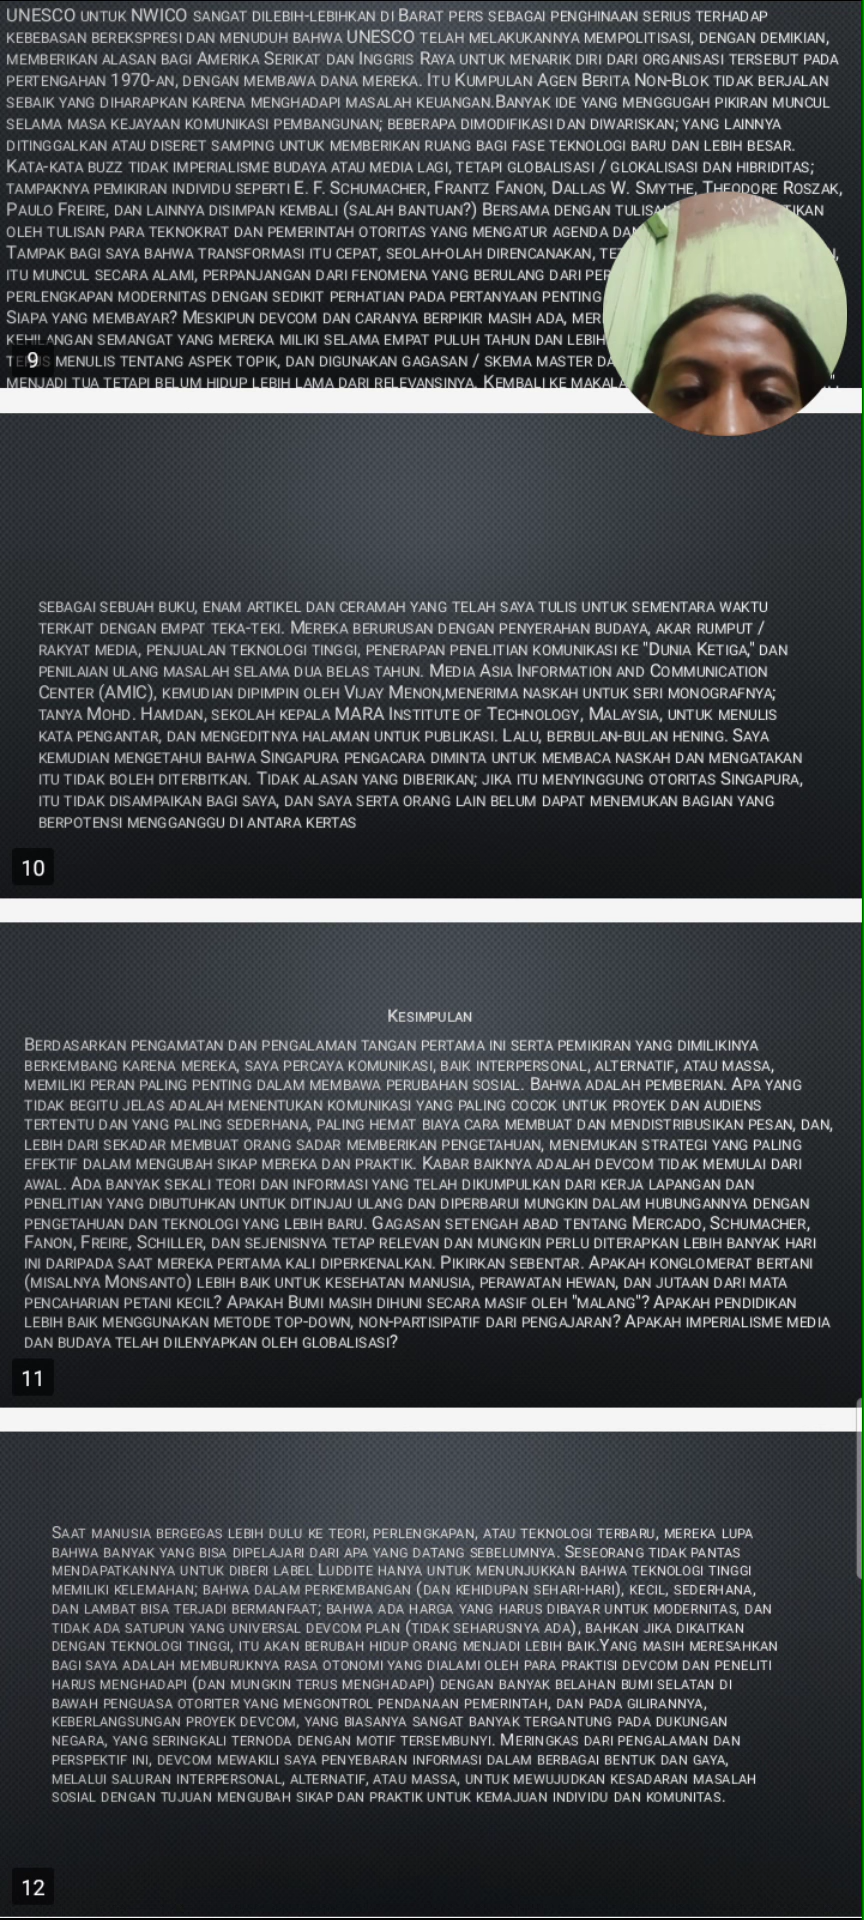 UNESCO UNTUK NWICO SANGAT DILEBIH-LEBIHKAN DI BARAT PERS SEBAGAI PENGHINAAN SERIUS TERHADAP
KEBEBASAN BEREKSPRESI DAN MENUDUH BAHWA UNESCO TELAH MELAKUKANNYA MEMPOLITISASI, DENGAN DEMIKIAN,
MEMBERIKAN ALASAN BAGI AMERIKA SERIKAT DAN INGGRIS RAYA UNTUK MENARIK DIRI DARI ORGANISASI TERSEBUT PADA
PERTENGAHAN 1970-AN, DENGAN MEMBAWA DANA MEREKA. ITU KUMPULAN AGEN BERITA NON-BLOK TIDAK BERJALAN
SEBAIK YANG DIHARAPKAN KARENA MENGHADAPI MASALAH KEUANGAN.BANYAK IDE YANG MENGGUGAH PIKIRAN MUNCUL
SELAMA MASA KEJAYAAN KOMUNIKASI PEMBANGUNAN; BEBERAPA DIMODIFIKASI DAN DIWARISKAN; YANG LAINNYA
DITINGGALKAN ATAU DISERET SAMPING UNTUK MEMBERIKAN RUANG BAGI FASE TEKNOLOGI BARU DAN LEBIH BESAR.
KATA-KATA BUZZ TIDAK IMPERIALISME BUDAYA ATAU MEDIA LAGI, TETAPI GLOBALISASI / GLOKALISASI DAN HIBRIDITAS;
TAMPAKNYA PEMIKIRAN INDIVIDU SEPERTI E. F. SCHUMACHER, FRANTZ FANON, DALLAS W. SMYTHE, THEODORE ROSZAK,
PAULO FREIRE, DAN LAINNYA DISIMPAN KEMBALI (SALAH BANTUAN?) BERSAMA DENGAN
OLEH TULISAN PARA TEKNOKRAT DAN PEMERINTAH OTORITAS YANG MENGATUR AGENDA
TAMPAK BAGI SAYA BAHWA TRANSFORMASI ITU CEPAT, SEOLAH-OLAH DIRENCANAKAN,
ITU MUNCUL SECARA ALAMI, PERPANJANGAN DARI FENOMENA YANG BERULANG DARI
PERLENGKAPAN MODERNITAS DENGAN SEDIKIT PERHATIAN PADA PERTANYAAN PENTING
SIAPA YANG MEMBAYAR? MESKIPUN DEVCOM DAN CARANYA BERPIKIR MASIH ADA,
KEHILANGAN SEMANGAT YANG MEREKA MILIKI SELAMA EMPAT PULUH TAHUN DAN LEBIH
9 MENULIS TENTANG ASPEK TOPIK, DAN DIGUNAKAN GAGASAN / SKEMA MASTER
MENJADI TUA TETAPI BELUM HIDUP LEBIH LAMA DARI RELEVANSINYA. KEMBALI KE
SEBAGAI SEBUAH BUKU, ENAM ARTIKEL DAN CERAMAH YANG TELAH SAYA TULIS UNTUK SEMENTARA WAKTU
TERKAIT DENGAN EMPAT TEKA-TEKI. MEREKA BERURUSAN DENGAN PENYERAHAN BUDAYA, AKAR RUMPUT /
RAKYAT MEDIA, PENJUALAN TEKNOLOGI TINGGI, PENERAPAN PENELITIAN KOMUNIKASI KE "DUNIA KETIGA," DAN
PENILAIAN ULANG MASALAH SELAMA DUA BELAS TAHUN. MEDIA ASIA INFORMATION AND COMMUNICATION
CENTER (AMIC), KEMUDIAN DIPIMPIN OLEH VIJAY MENON,MENERIMA NASKAH UNTUK SERI MONOGRAFNYA;
TANYA MOHD. HAMDAN, SEKOLAH KEPALA MARA INSTITUTE OF TECHNOLOGY, MALAYSIA, UNTUK MENULIS
KATA PENGANTAR, DAN MENGEDITNYA HALAMAN UNTUK PUBLIKASI. LALU, BERBULAN-BULAN HENING. SAYA
KEMUDIAN MENGETAHUI BAHWA SINGAPURA PENGACARA DIMINTA UNTUK MEMBACA NASKAH DAN MENGATAKAN
ITU TIDAK BOLEH DITERBITKAN. TIDAK ALASAN YANG DIBERIKAN; JIKA ITU MENYINGGUNG OTORITAS SINGAPURA,
ITU TIDAK DISAMPAIKAN BAGI SAYA, DAN SAYA SERTA ORANG LAIN BELUM DAPAT MENEMUKAN BAGIAN YANG
BERPOTENSI MENGGANGGU DI ANTARA KERTAS
10
KESIMPULAN
BERDASARKAN PENGAMATAN DAN PENGALAMAN TANGAN PERTAMA INI SERTA PEMIKIRAN YANG DIMILIKINYA
BERKEMBANG KARENA MEREKA, SAYA PERCAYA KOMUNIKASI, BAIK INTERPERSONAL, ALTERNATIF, ATAU MASSA,
MEMILIKI PERAN PALING PENTING DALAM MEMBAWA PERUBAHAN SOSIAL. BAHWA ADALAH PEMBERIAN. APA YANG
TIDAK BEGITU JELAS ADALAH MENENTUKAN KOMUNIKASI YANG PALING COCOK UNTUK PROYEK DAN AUDIENS
TERTENTU DAN YANG PALING SEDERHANA, PALING HEMAT BIAYA CARA MEMBUAT DAN MENDISTRIBUSIKAN PESAN, DAN,
LEBIH DARI SEKADAR MEMBUAT ORANG SADAR MEMBERIKAN PENGETAHUAN, MENEMUKAN STRATEGI YANG PALING
EFEKTIF DALAM MENGUBAH SIKAP MEREKA DAN PRAKTIK. KABAR BAIKNYA ADALAH DEVCOM TIDAK MEMULAI DARI
AWAL. ADA BANYAK SEKALI TEORI DAN INFORMASI YANG TELAH DIKUMPULKAN DARI KERJA LAPANGAN DAN
PENELITIAN YANG DIBUTUHKAN UNTUK DITINJAU ULANG DAN DIPERBARUI MUNGKIN DALAM HUBUNGANNYA DENGAN
PENGETAHUAN DAN TEKNOLOGI YANG LEBIH BARU. GAGASAN SETENGAH ABAD TENTANG MERCADO, SCHUMACHER,
FANON, FREIRE, SCHILLER, DAN SEJENISNYA TETAP RELEVAN DAN MUNGKIN PERLU DITERAPKAN LEBIH BANYAK HARI
INI DARIPADA SAAT MEREKA PERTAMA KALI DIPERKENALKAN. PIKIRKAN SEBENTAR. APAKAH KONGLOMERAT BERTANI
(MISALNYA MONSANTO) LEBIH BAIK UNTUK KESEHATAN MANUSIA, PERAWATAN HEWAN, DAN JUTAAN DARI MATA
PENCAHARIAN PETANI KECIL? APAKAH BUMI MASIH DIHUNI SECARA MASIF OLEH "MALANG"? APAKAH PENDIDIKAN
LEBIH BAIK MENGGUNAKAN METODE TOP-DOWN, NON-PARTISIPATIF DARI PENGAJARAN? APAKAH IMPERIALISME MEDIA
DAN BUDAYA TELAH DILENYAPKAN OLEH GLOBALISASI?
11
SAAT MANUSIA BERGEGAS LEBIH DULU KE TEORI, PERLENGKAPAN, ATAU TEKNOLOGI TERBARU, MEREKA LUPA
BAHWA BANYAK YANG BISA DIPELAJARI DARI APA YANG DATANG SEBELUMNYA. SESEORANG TIDAK PANTAS
MENDAPATKANNYA UNTUK DIBERI LABEL LUDDITE HANYA UNTUK MENUNJUKKAN BAHWA TEKNOLOGI TINGGI
MEMILIKI KELEMAHAN; BAHWA DALAM PERKEMBANGAN (DAN KEHIDUPAN SEHARI-HARI), KECIL, SEDERHANA,
DAN LAMBAT BISA TERJADI BERMANFAAT; BAHWA ADA HARGA YANG HARUS DIBAYAR UNTUK MODERNITAS, DAN
TIDAK ADA SATUPUN YANG UNIVERSAL DEVCOM PLAN (TIDAK SEHARUSNYA ADA), BAHKAN JIKA DIKAITKAN
DENGAN TEKNOLOGI TINGGI, ITU AKAN BERUBAH HIDUP ORANG MENJADI LEBIH BAIK.YANG MASIH MERESAHKAN
BAGI SAYA ADALAH MEMBURUKNYA RASA OTONOMI YANG DIALAMI OLEH PARA PRAKTISI DEVCOM DAN PENELITI
HARUS MENGHADAPI (DAN MUNGKIN TERUS MENGHADAPI) DENGAN BANYAK BELAHAN BUMI SELATAN DI
BAWAH PENGUASA OTORITER YANG MENGONTROL PENDANAAN PEMERINTAH, DAN PADA GILIRANNYA,
KEBERLANGSUNGAN PROYEK DEVCOM, YANG BIASANYA SANGAT BANYAK TERGANTUNG PADA DUKUNGAN
NEGARA, YANG SERINGKALI TERNODA DENGAN MOTIF TERSEMBUNYI. MERINGKAS DARI PENGALAMAN DAN
PERSPEKTIF INI, DEVCOM MEWAKILI SAYA PENYEBARAN INFORMASI DALAM BERBAGAI BENTUK DAN GAYA,
MELALUI SALURAN INTERPERSONAL, ALTERNATIF, ATAU MASSA, UNTUK MEWUJUDKAN KESADARAN MASALAH
SOSIAL DENGAN TUJUAN MENGUBAH SIKAP DAN PRAKTIK UNTUK KEMAJUAN INDIVIDU DAN KOMUNITAS.
12